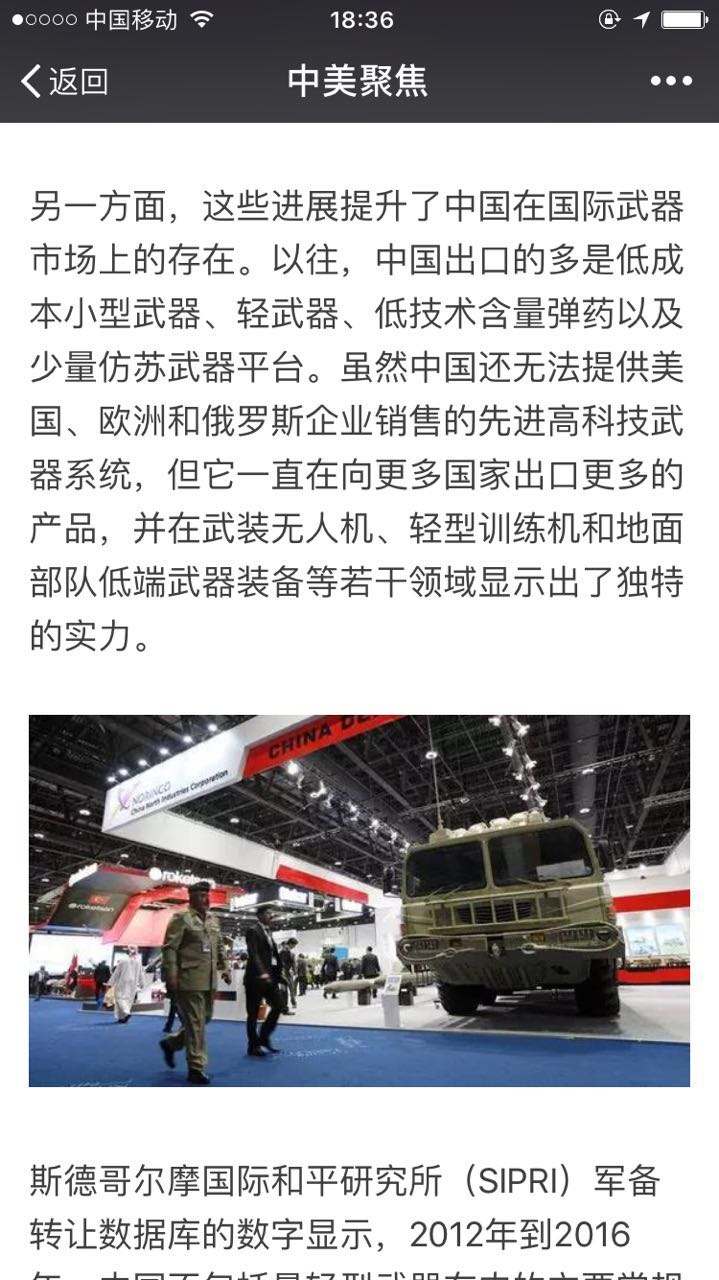 中国移动
18:36
返回
中美聚焦
另一方面，这些进展提升了中国在国际武器
市场上的存在。以往，中国出口的多是低成
本小型武器、轻武器、低技术含量弹药以及
少量仿苏武器平台。虽然中国还无法提供美
国、欧洲和俄罗斯企业销售的先进高科技武
器系统，但它一直在向更多国家出口更多的
产品，并在武装无人机、轻型训练机和地面
部队低端武器装备等若干领域显示出了独特
的实力。
CHINA DE
NORINCO
China North Industries Corporation
roketsan
roketsan
斯德哥尔摩国际和平研究所（SIPRI）军备
转让数据库的数字显示，2012年到2016